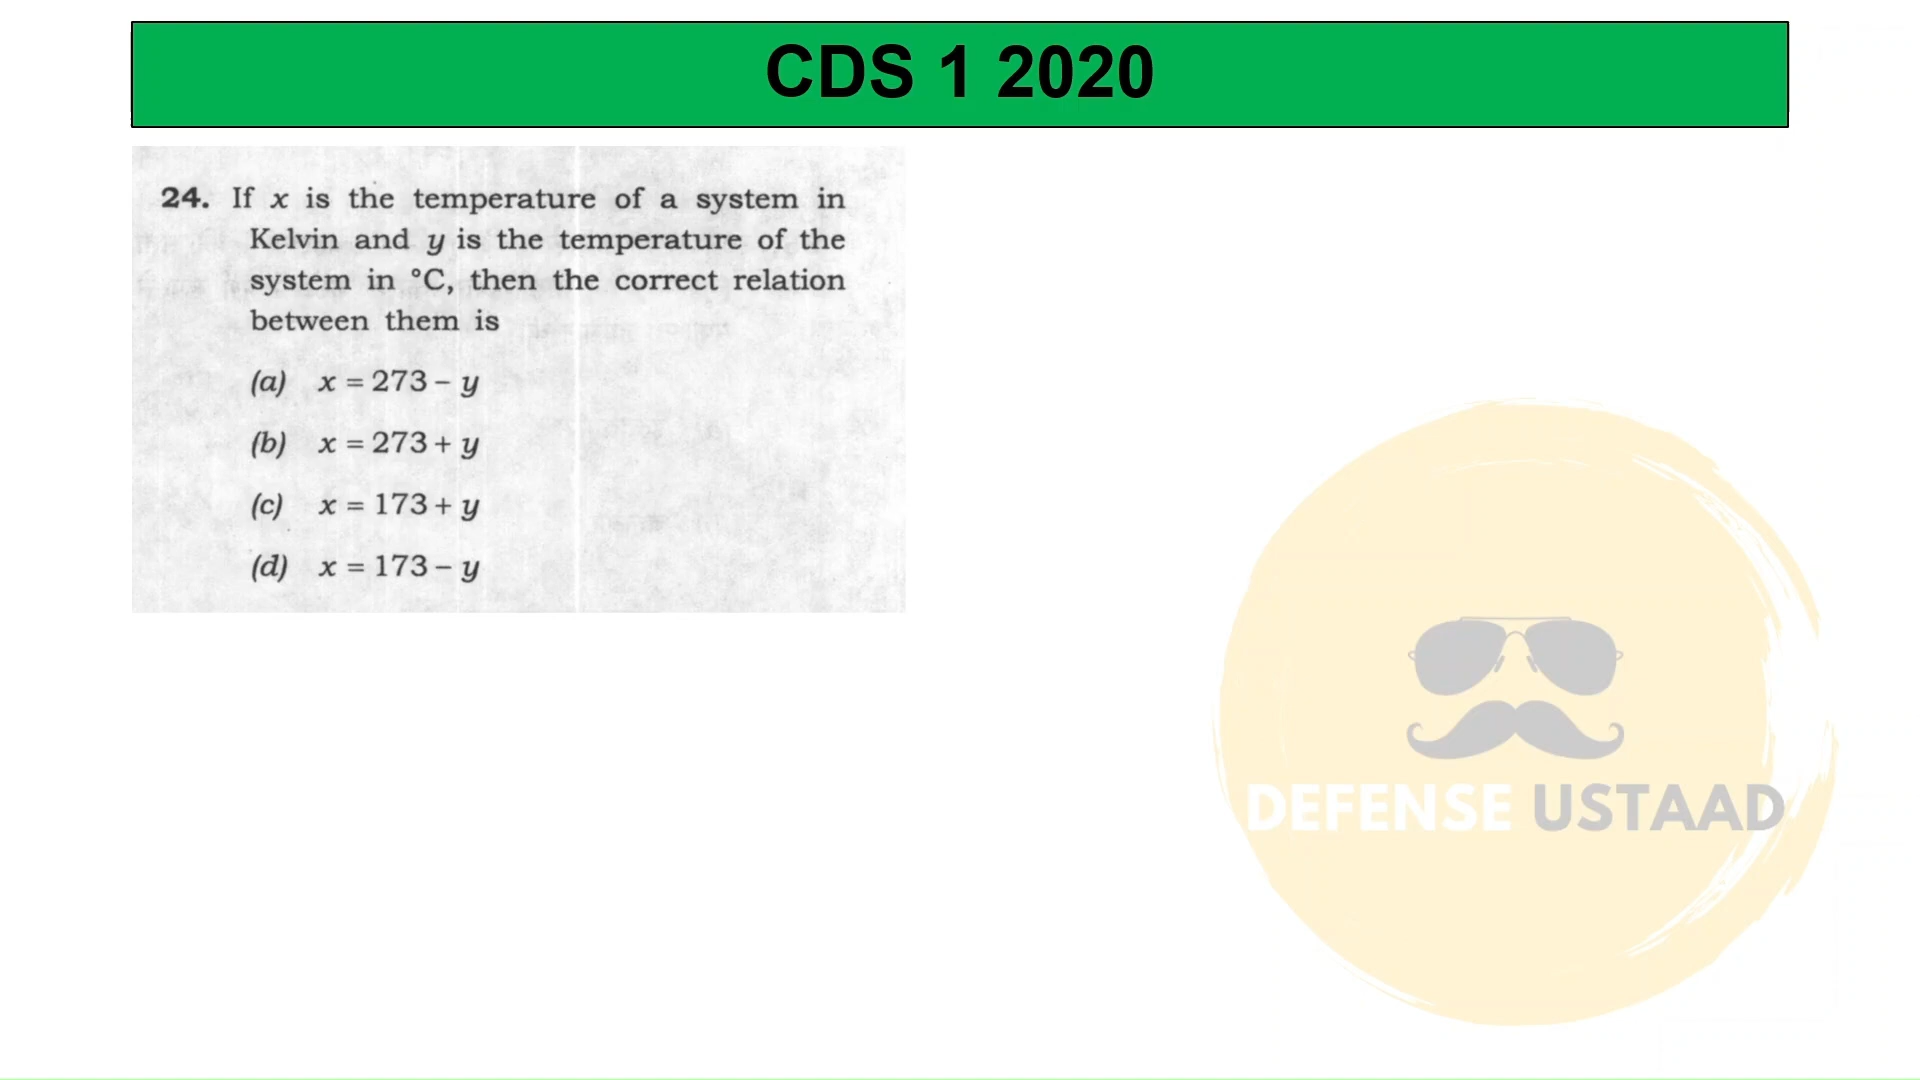 CDS 1 2020
24. If x is the temperature of a system in
Kelvin and y is the temperature of the
system in °C, then the correct relation
between them is
(a) x = 273 – y
(b) x = 273 + y
(c) x = 173 + y
(d) x = 173 – y
DEFENSE USTAAD